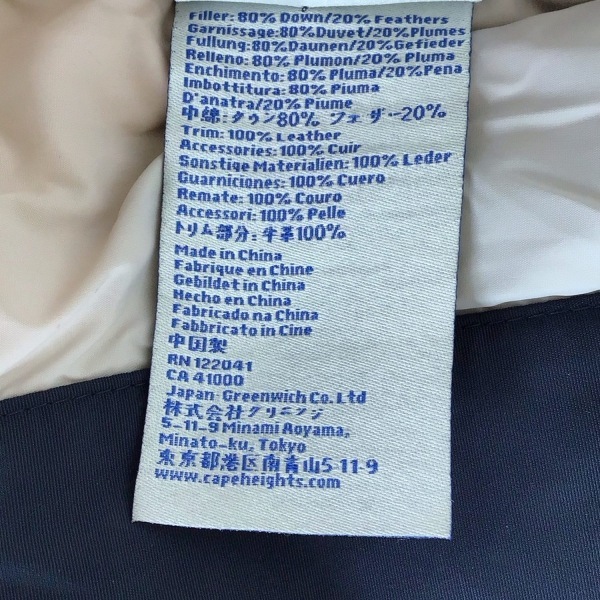 Filler: 80% Down/20% Feathers
Garnissage:80%Duvet/20%Plumes
Fullung:80%Daunen/20%Gefieder
Relleno: 80% Plumon/20% Pluma
Enchimento: 80% Pluma/20%Pena
Imbottitura: 80% Piuma
D'anatra/20% Piume
中綿: ダウン80% フェザー20%
Trim: 100% Leather
Accessories: 100% Cuir
Sonstige Materialien: 100% Leder
Guarniciones: 100% Cuero
Remate: 100% Couro
Accessori: 100% Pelle
トリム部分: 牛革100%
Made in China
Fabrique en Chine
Gebildet in China
Hecho en China
Fabricado na China
Fabbricato in Cine
中国製
RN 122041
CA 41000
Japan-Greenwich Co. Ltd
株式会社グリニッジ
5-11-9 Minami Aoyama,
Minato-ku, Tokyo
東京都港区南青山5-11-9
www.capeheights.com